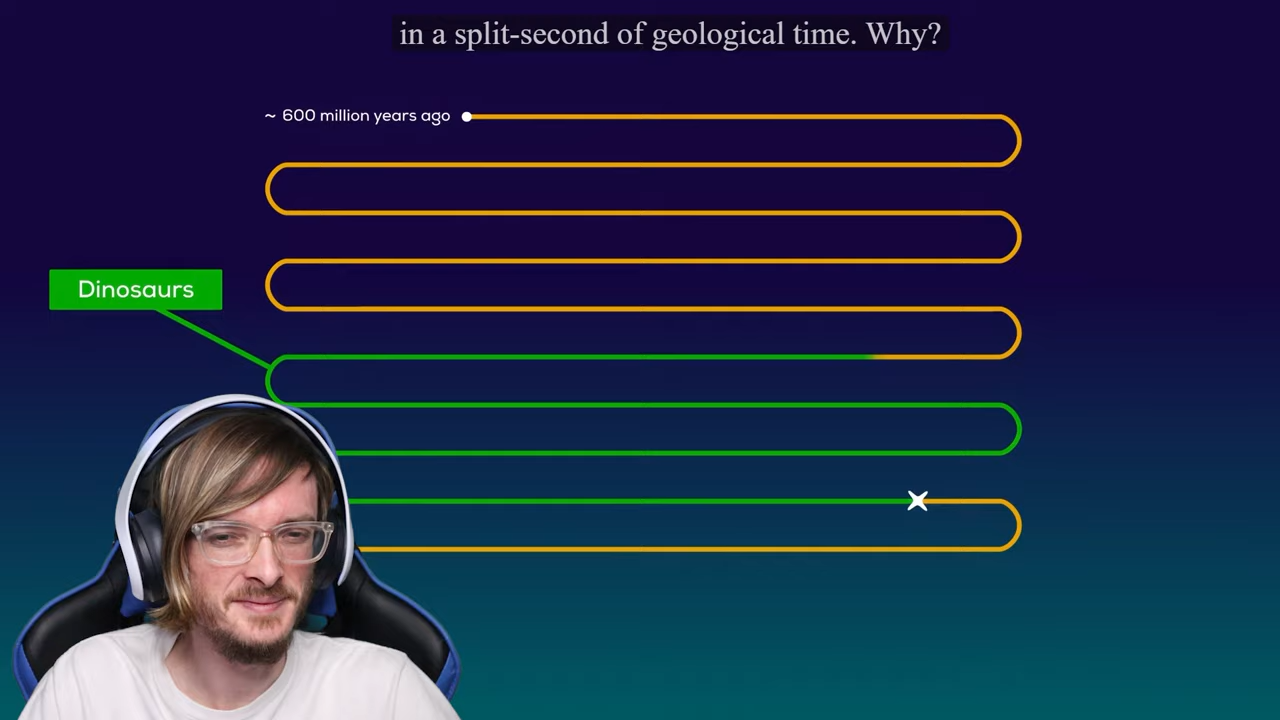 in a split-second of geological time. Why?
~ 600 million years ago
Dinosaurs